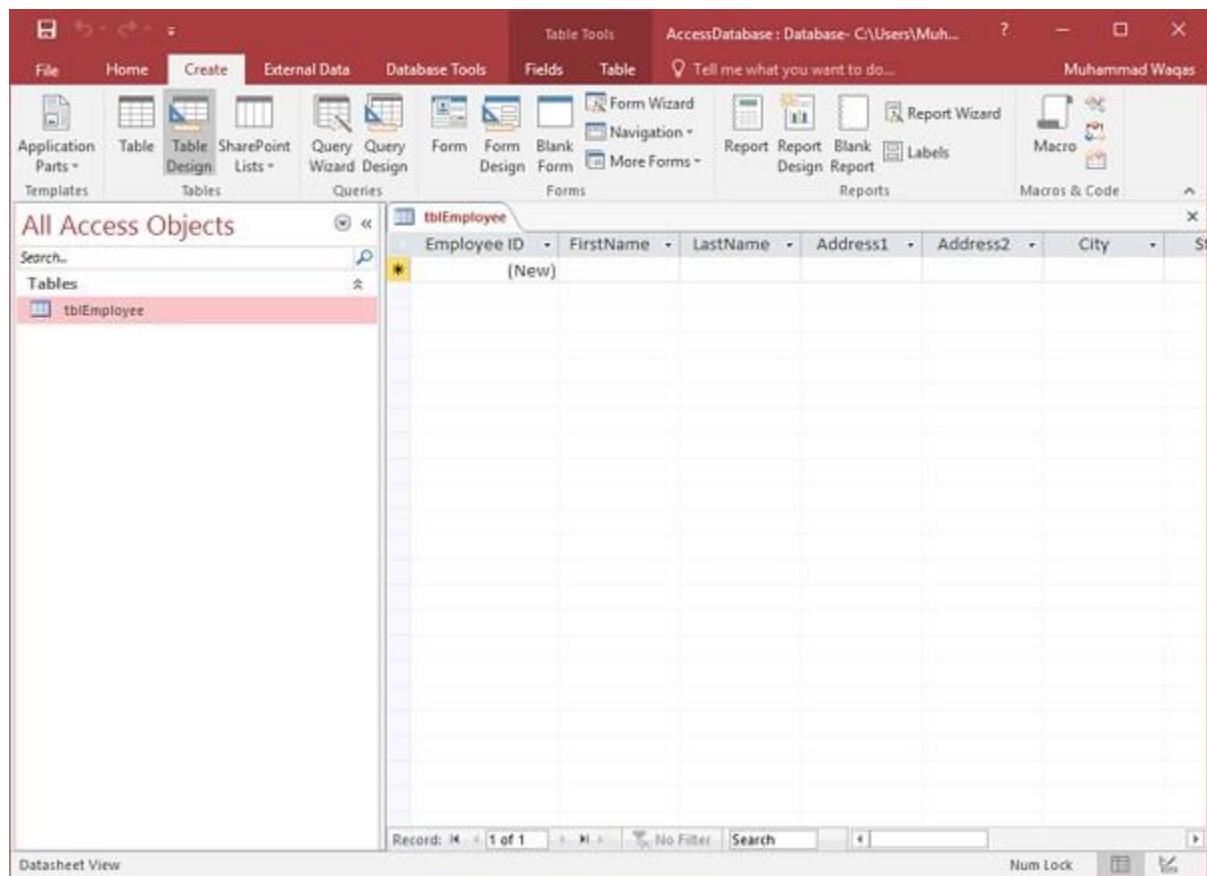 Table Tools AccessDatabase : Database- C:\Users\Muh... ?
File Home Create External Data Database Tools Fields Table Tell me what you want to do... Muhammad Waqas
Application Parts Table Table Design SharePoint Lists Query Wizard Query Design Form Form Design Blank Form Form Wizard Navigation More Forms Report Report Design Blank Report Report Wizard Labels Macro
Templates Tables Queries Forms Reports Macros & Code
All Access Objects
Search...
Tables
tblEmployee
tblEmployee
Employee ID FirstName LastName Address1 Address2 City St
(New)
Record: 1 of 1 No Filter Search
Datasheet View Num Lock